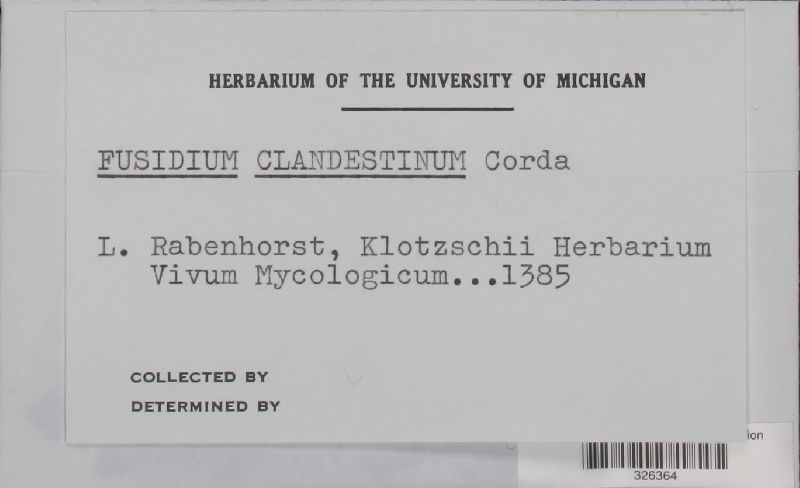 HERBARIUM OF THE UNIVERSITY OF MICHIGAN
FUSIDIUM CLANDESTINUM Corda
L. Rabenhorst, Klotzschii Herbarium
Vivum Mycologicum...1385
COLLECTED BY
DETERMINED BY
326364